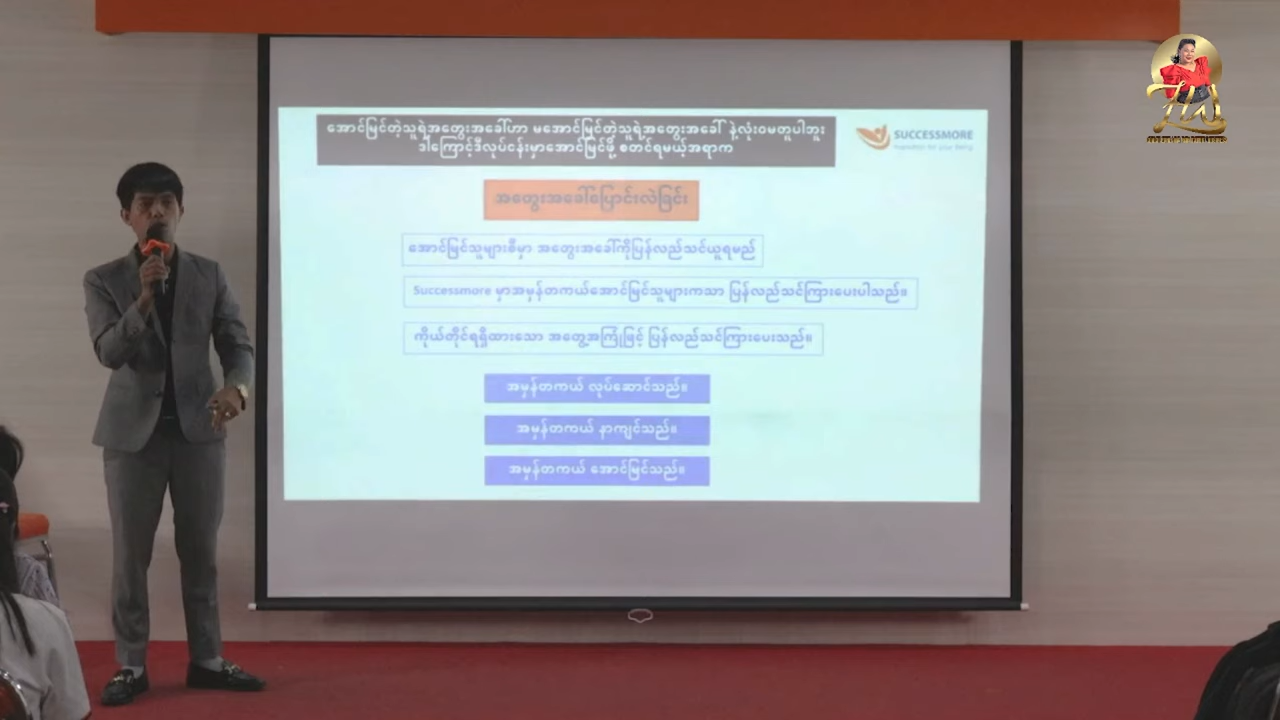 အောင်မြင်တဲ့သူရဲ့အတွေးအခေါ်ဟာ မအောင်မြင်တဲ့သူရဲ့အတွေးအခေါ် နဲ့လုံးဝမတူပါဘူး
ဒါကြောင့်ဒီလုပ်ငန်းမှာအောင်မြင်ဖို့ စတင်ရမယ့်အရာက
SUCCESSMORE
Inspiration for your Being
အတွေးအခေါ်ပြောင်းလဲခြင်း
အောင်မြင်သူများစီမှာ အတွေးအခေါ်ကိုပြန်လည်သင်ယူရမည်
Successmore မှာအမှန်တကယ်အောင်မြင်သူများကသာ ပြန်လည်သင်ကြားပေးပါသည်။
ကိုယ်တိုင်ရရှိထားသော အတွေ့အကြုံဖြင့် ပြန်လည်သင်ကြားပေးသည်။
အမှန်တကယ် လုပ်ဆောင်သည်။
အမှန်တကယ် နာကျင်သည်။
အမှန်တကယ် အောင်မြင်သည်။